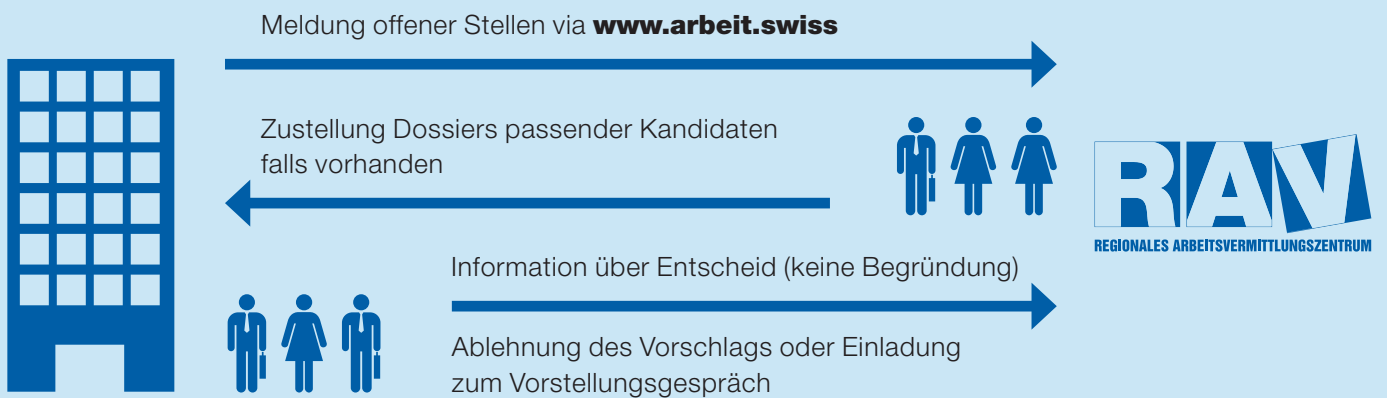 Meldung offener Stellen via www.arbeit.swiss
Zustellung Dossiers passender Kandidaten
falls vorhanden
RAV
REGIONALES ARBEITSVERMITTLUNGSZENTRUM
Information über Entscheid (keine Begründung)
Ablehnung des Vorschlags oder Einladung
zum Vorstellungsgespräch